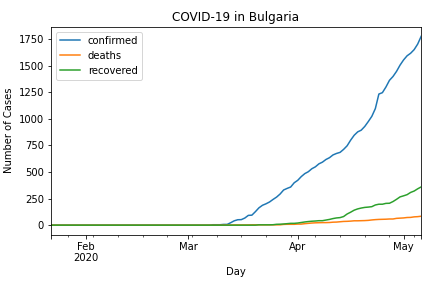 COVID-19 in Bulgaria
confirmed
deaths
recovered
1750
1500
1250
1000
750
500
250
0
Number of Cases
Feb
2020
Mar
Apr
May
Day